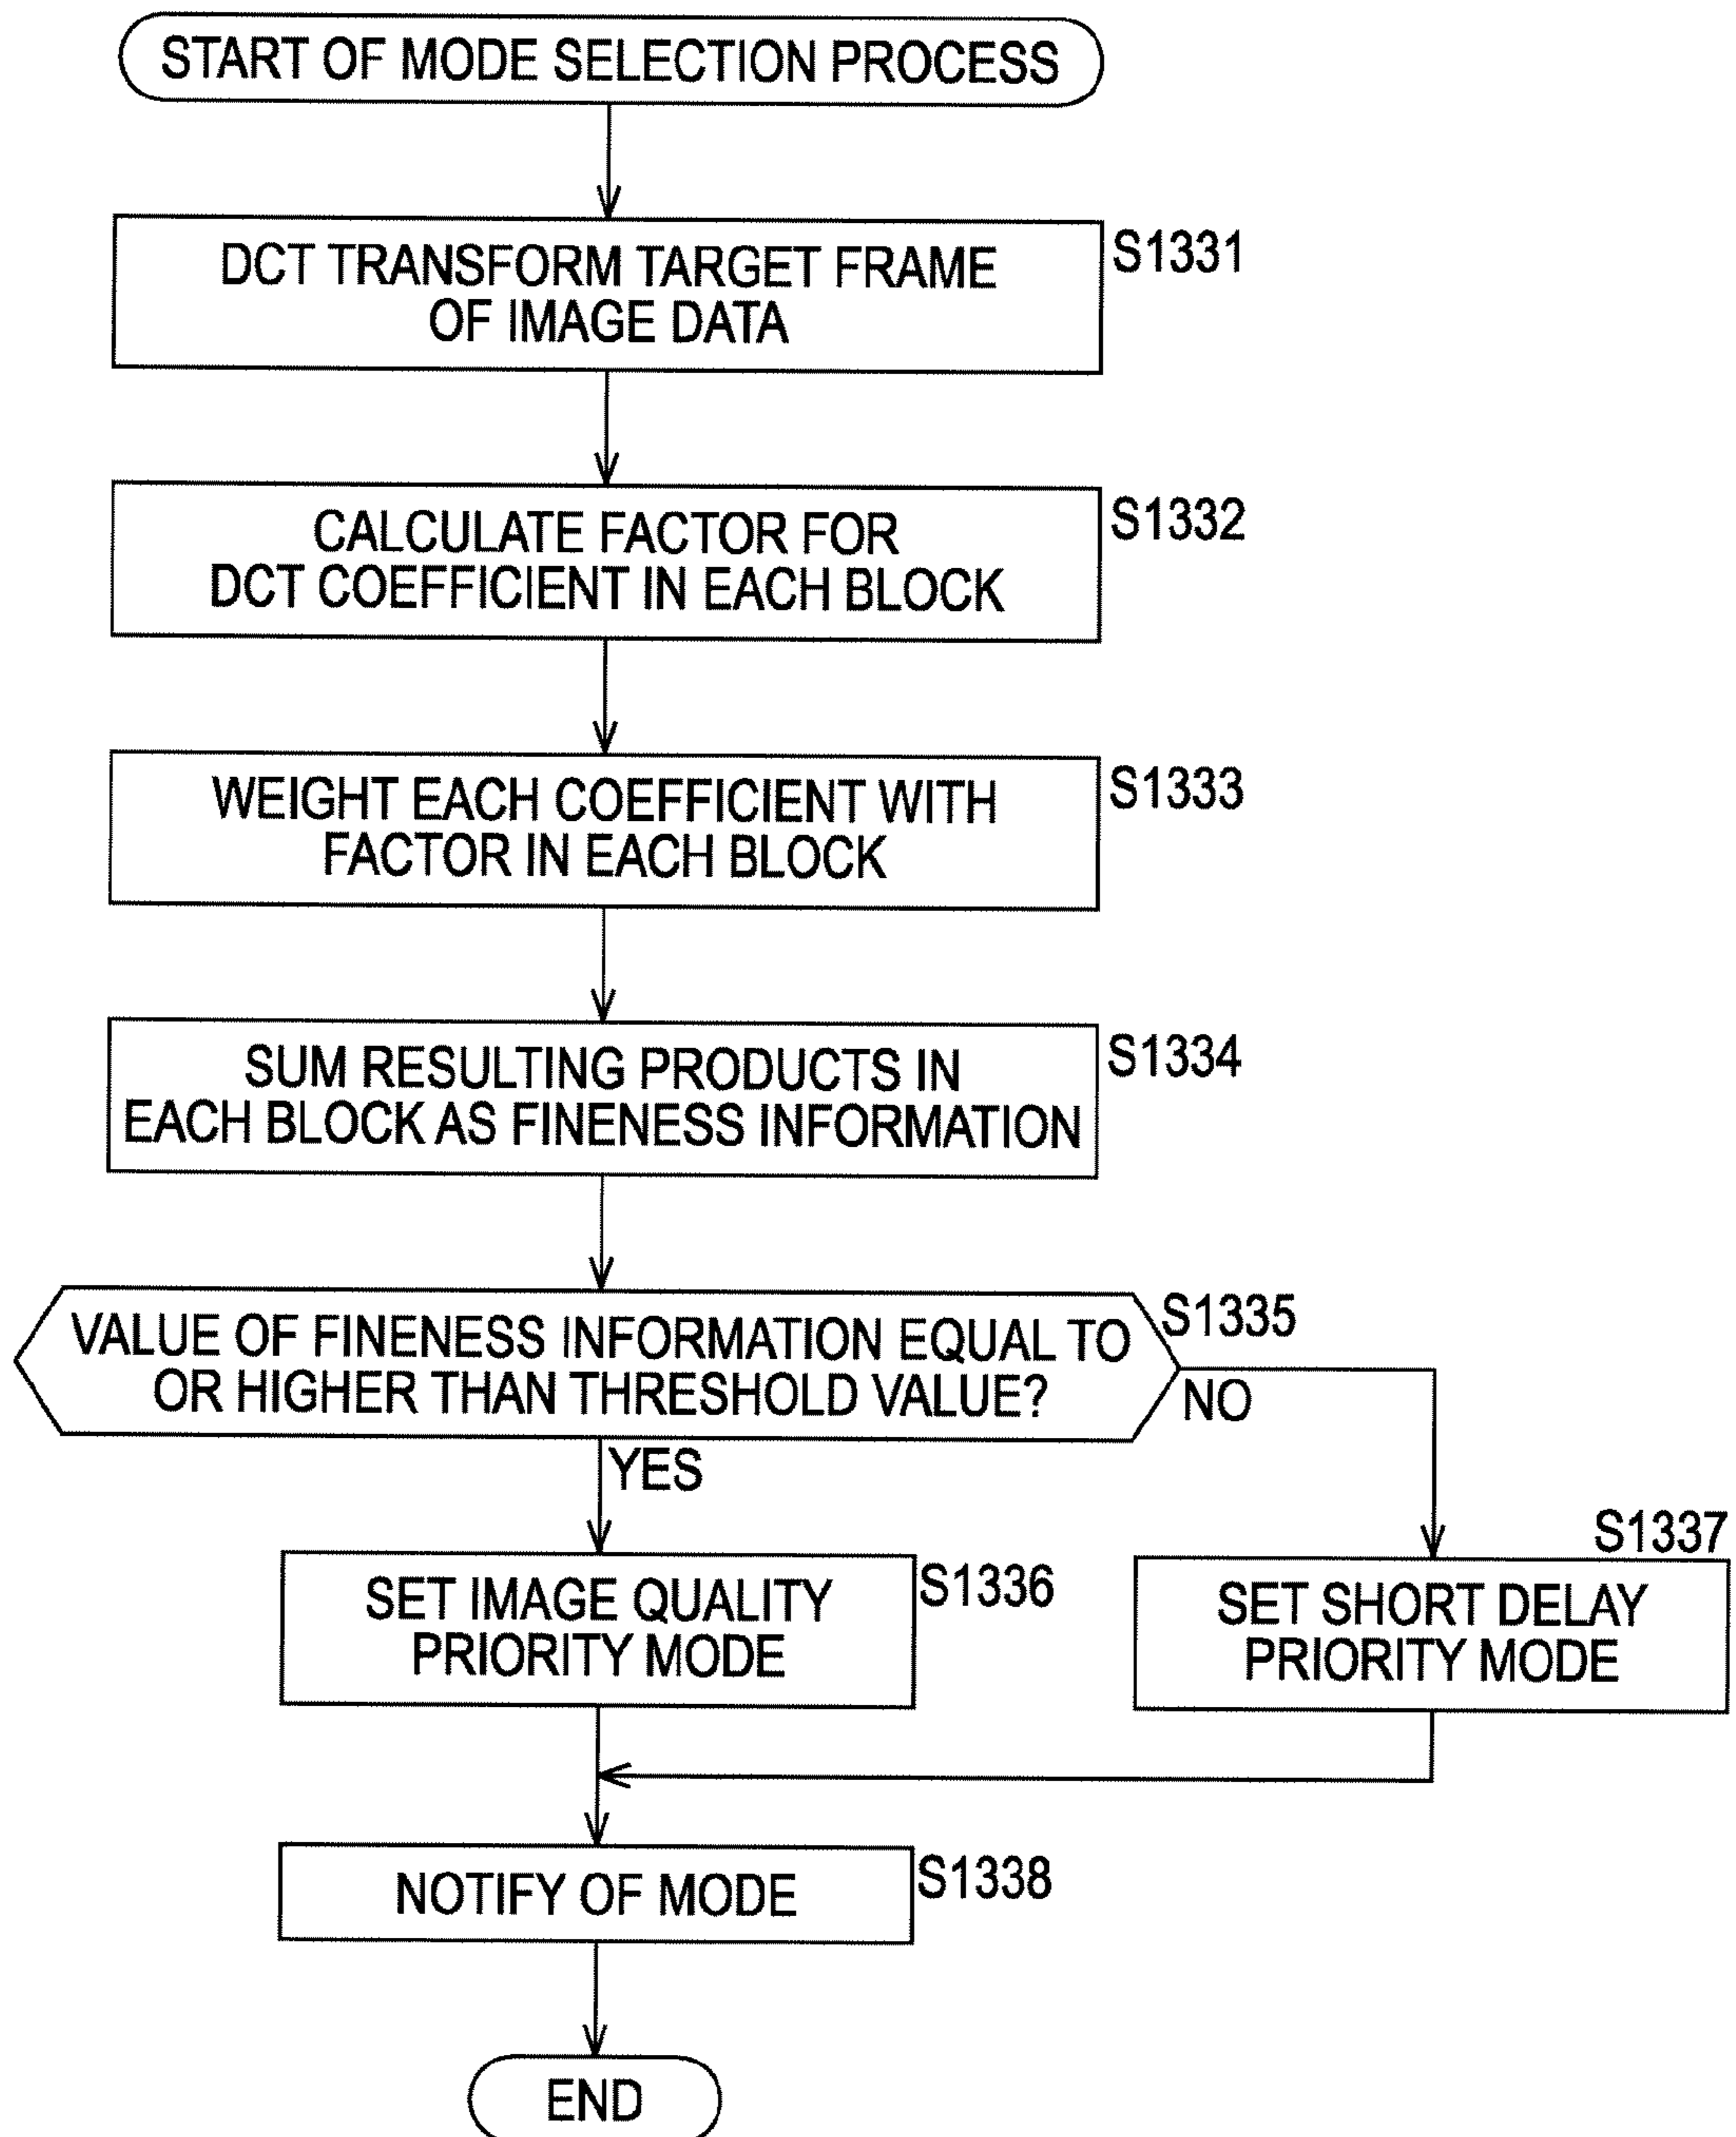 START OF MODE SELECTION PROCESS
DCT TRANSFORM TARGET FRAME
OF IMAGE DATA
S1331
CALCULATE FACTOR FOR
DCT COEFFICIENT IN EACH BLOCK
S1332
WEIGHT EACH COEFFICIENT WITH
FACTOR IN EACH BLOCK
S1333
SUM RESULTING PRODUCTS IN
EACH BLOCK AS FINENESS INFORMATION
S1334
VALUE OF FINENESS INFORMATION EQUAL TO
OR HIGHER THAN THRESHOLD VALUE?
S1335
NO
YES
SET IMAGE QUALITY
PRIORITY MODE
S1336
S1337
SET SHORT DELAY
PRIORITY MODE
NOTIFY OF MODE
S1338
END